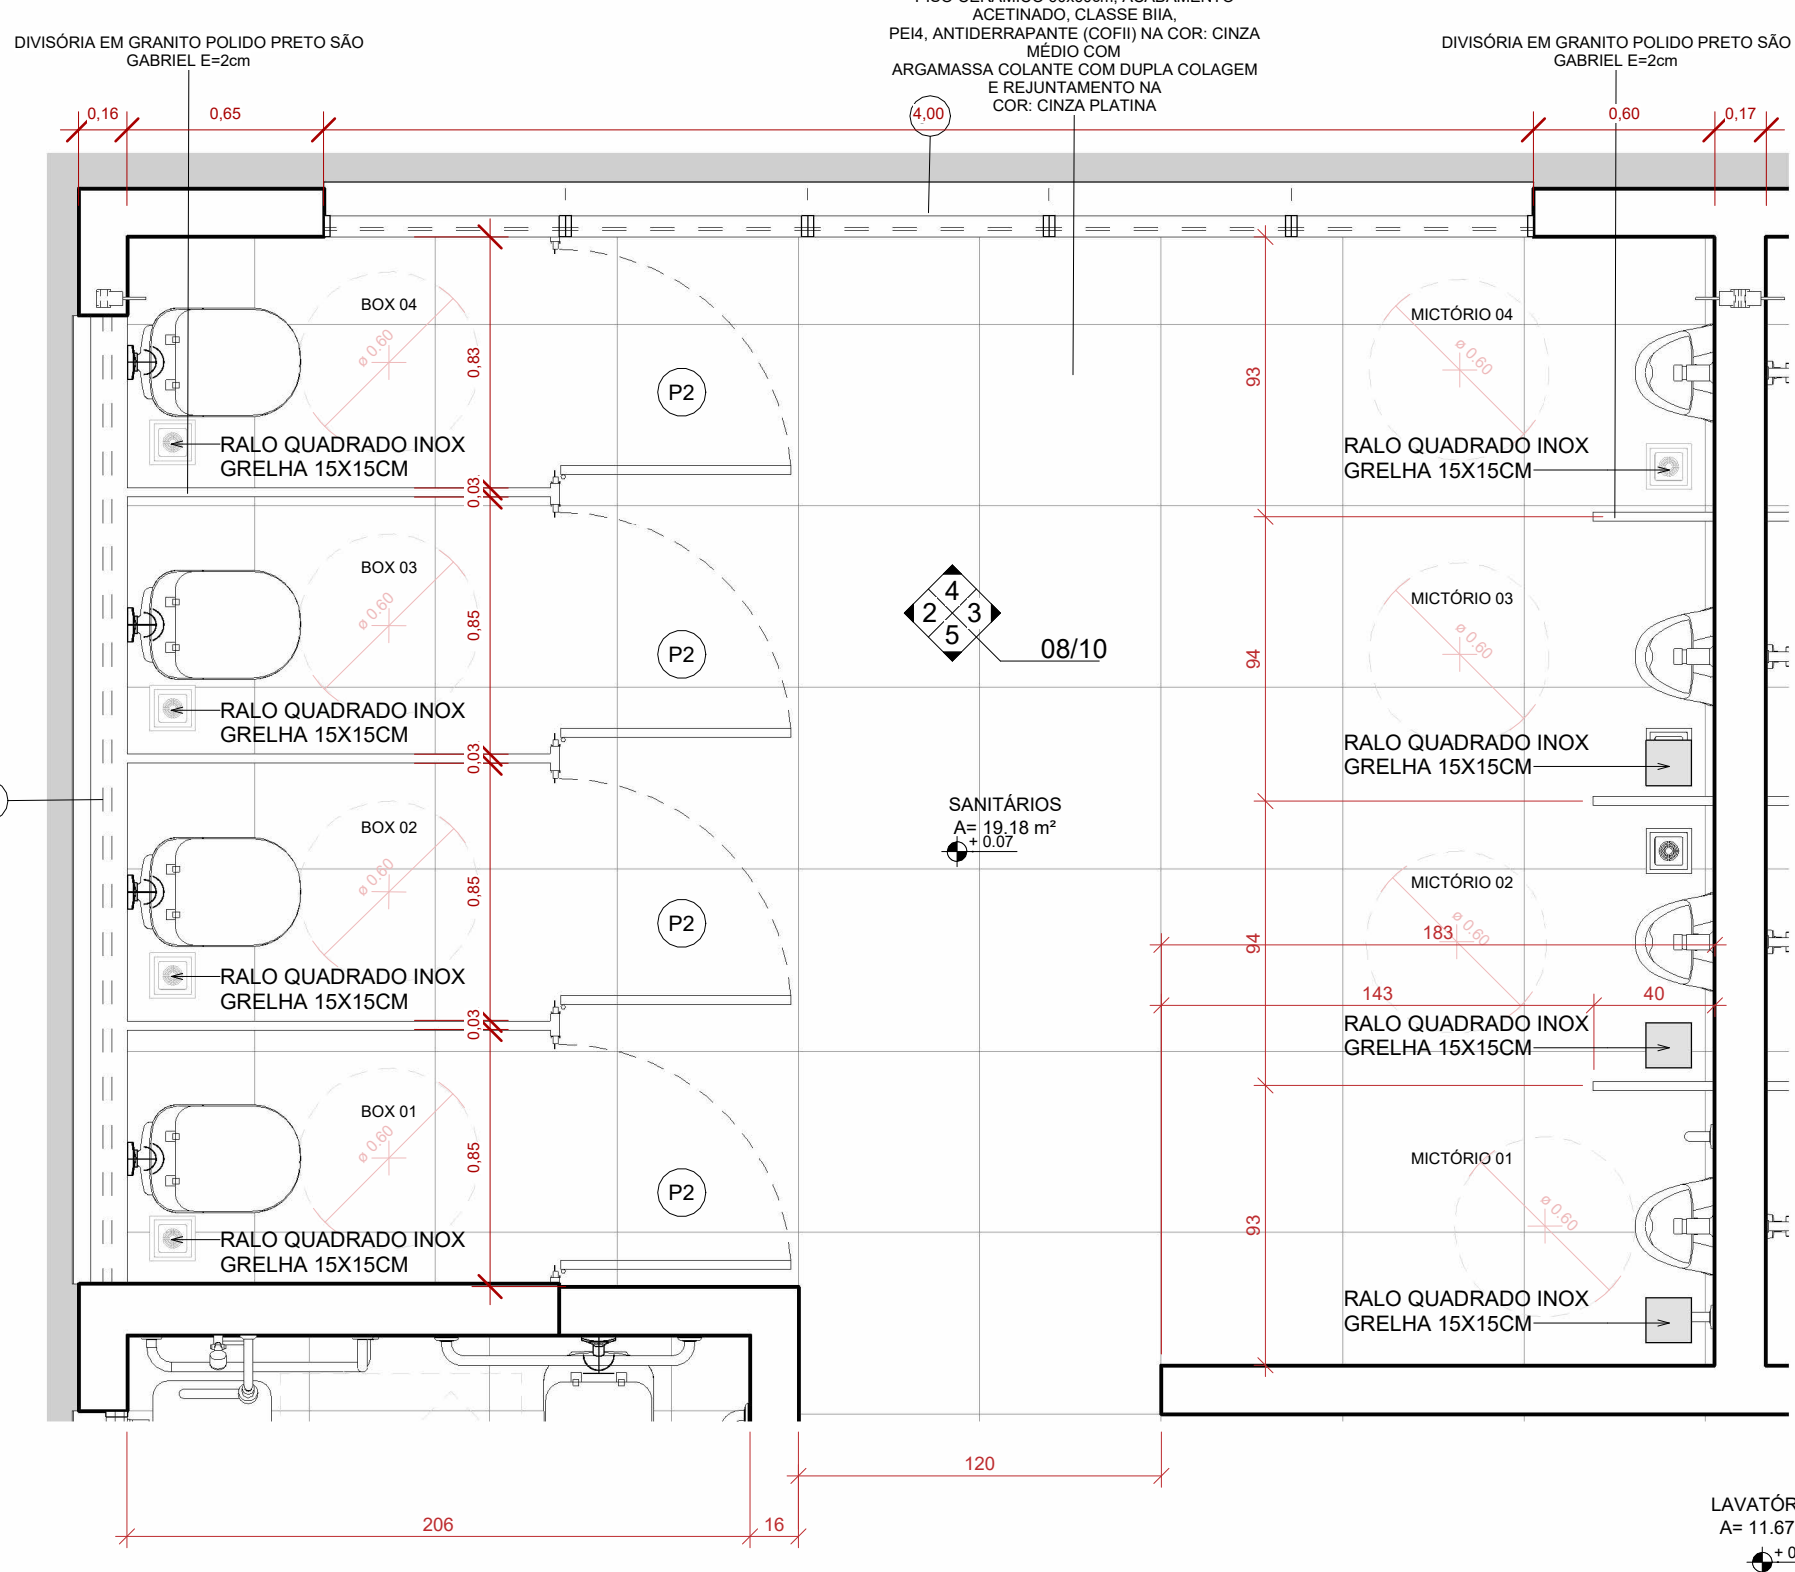 ACETINADO, CLASSE BIIA,
PEI4, ANTIDERRAPANTE (COFII) NA COR: CINZA
MÉDIO COM
ARGAMASSA COLANTE COM DUPLA COLAGEM
E REJUNTAMENTO NA
COR: CINZA PLATINA
DIVISÓRIA EM GRANITO POLIDO PRETO SÃO
GABRIEL E=2cm
DIVISÓRIA EM GRANITO POLIDO PRETO SÃO
GABRIEL E=2cm
0,16
0,65
4,00
0,60
0,17
BOX 04
ø 0.60
0,83
P2
RALO QUADRADO INOX
GRELHA 15X15CM
0,03
93
MICTÓRIO 04
ø 0.60
RALO QUADRADO INOX
GRELHA 15X15CM
BOX 03
ø 0.60
0,85
P2
RALO QUADRADO INOX
GRELHA 15X15CM
0,03
4
2
3
5
08/10
94
MICTÓRIO 03
ø 0.60
RALO QUADRADO INOX
GRELHA 15X15CM
SANITÁRIOS
A= 19.18 m²
+ 0.07
BOX 02
ø 0.60
0,85
P2
RALO QUADRADO INOX
GRELHA 15X15CM
0,03
94
MICTÓRIO 02
ø 0.60
183
143
40
RALO QUADRADO INOX
GRELHA 15X15CM
BOX 01
ø 0.60
0,85
P2
RALO QUADRADO INOX
GRELHA 15X15CM
93
MICTÓRIO 01
ø 0.60
RALO QUADRADO INOX
GRELHA 15X15CM
120
206
16
LAVATÓR
A= 11.67
+ 0